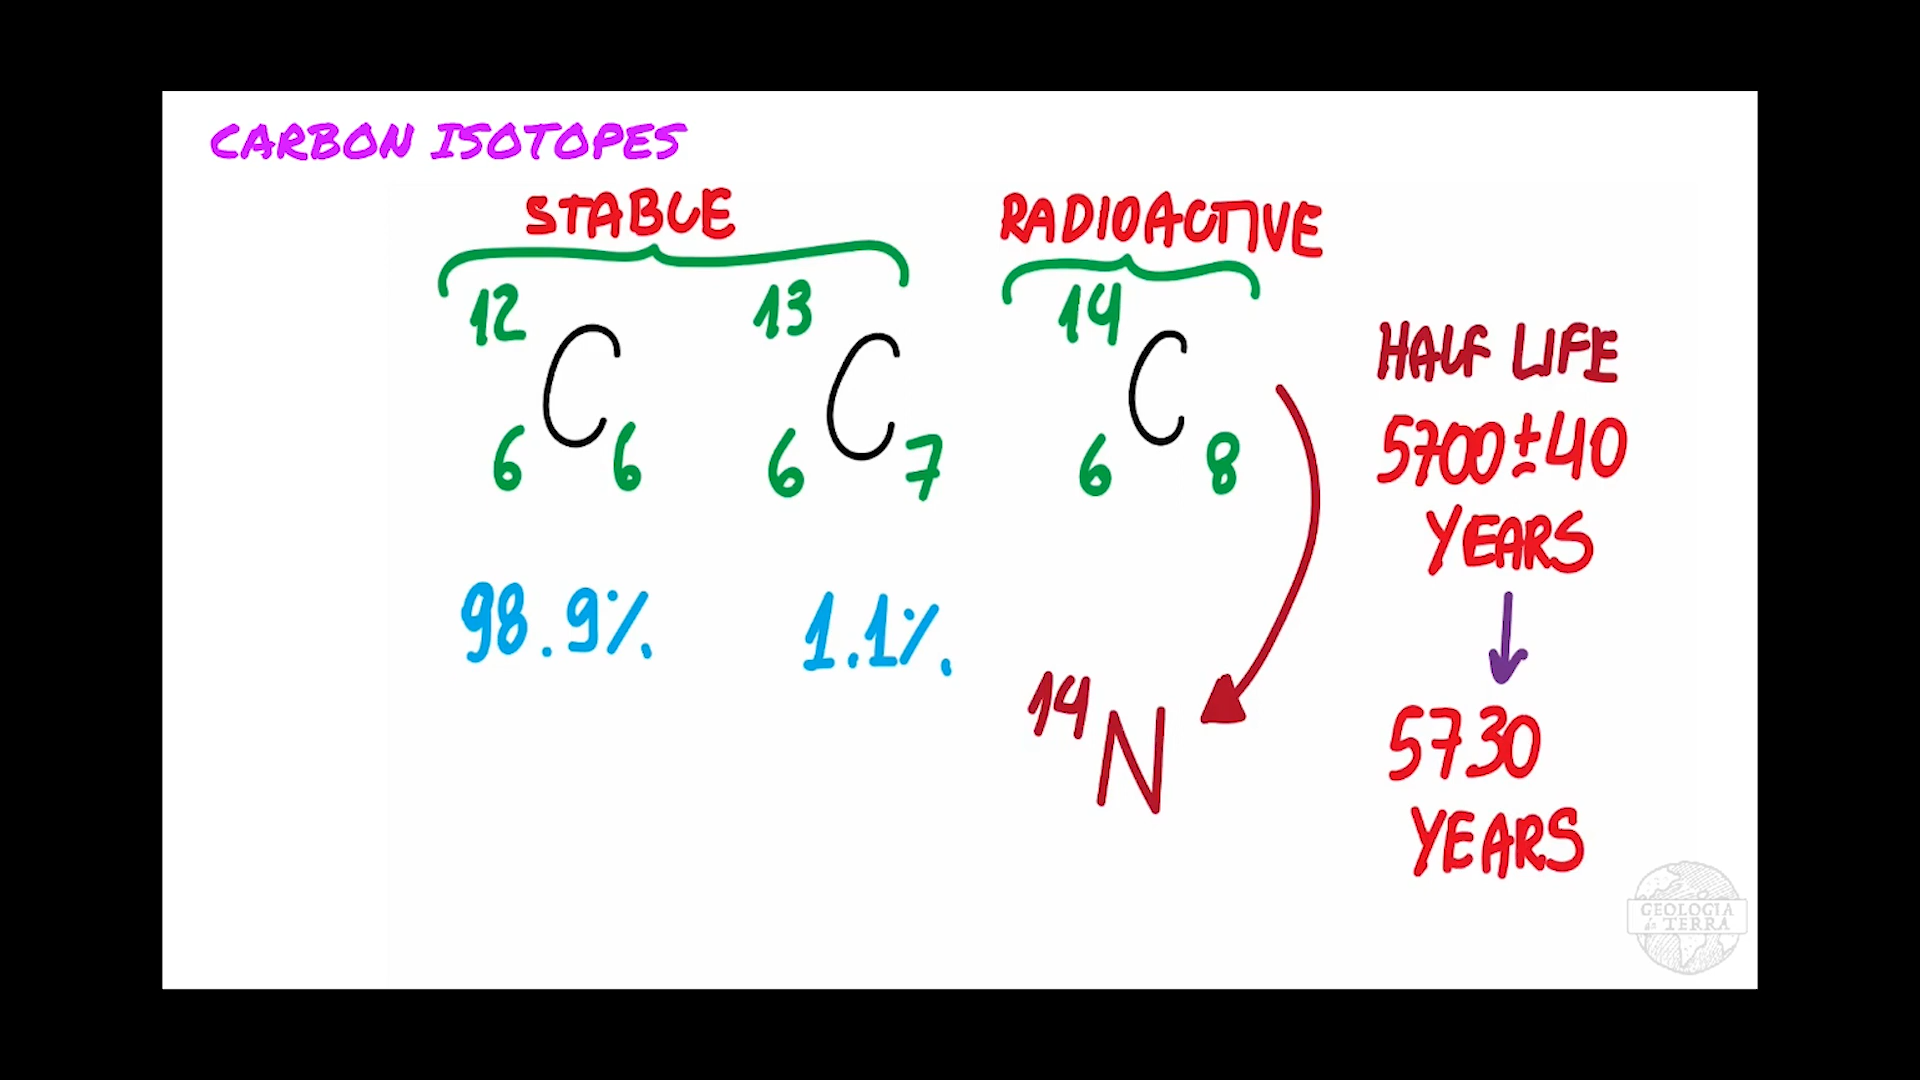 CARBON ISOTOPES
STABLE RADIOACTIVE
12 C 6 6
13 C 6 7
14 C 6 8
98.9%.
1.1%.
14 N
HALF LIFE
5700±40
YEARS
5730
YEARS
GEOLOGIA
da TERRA